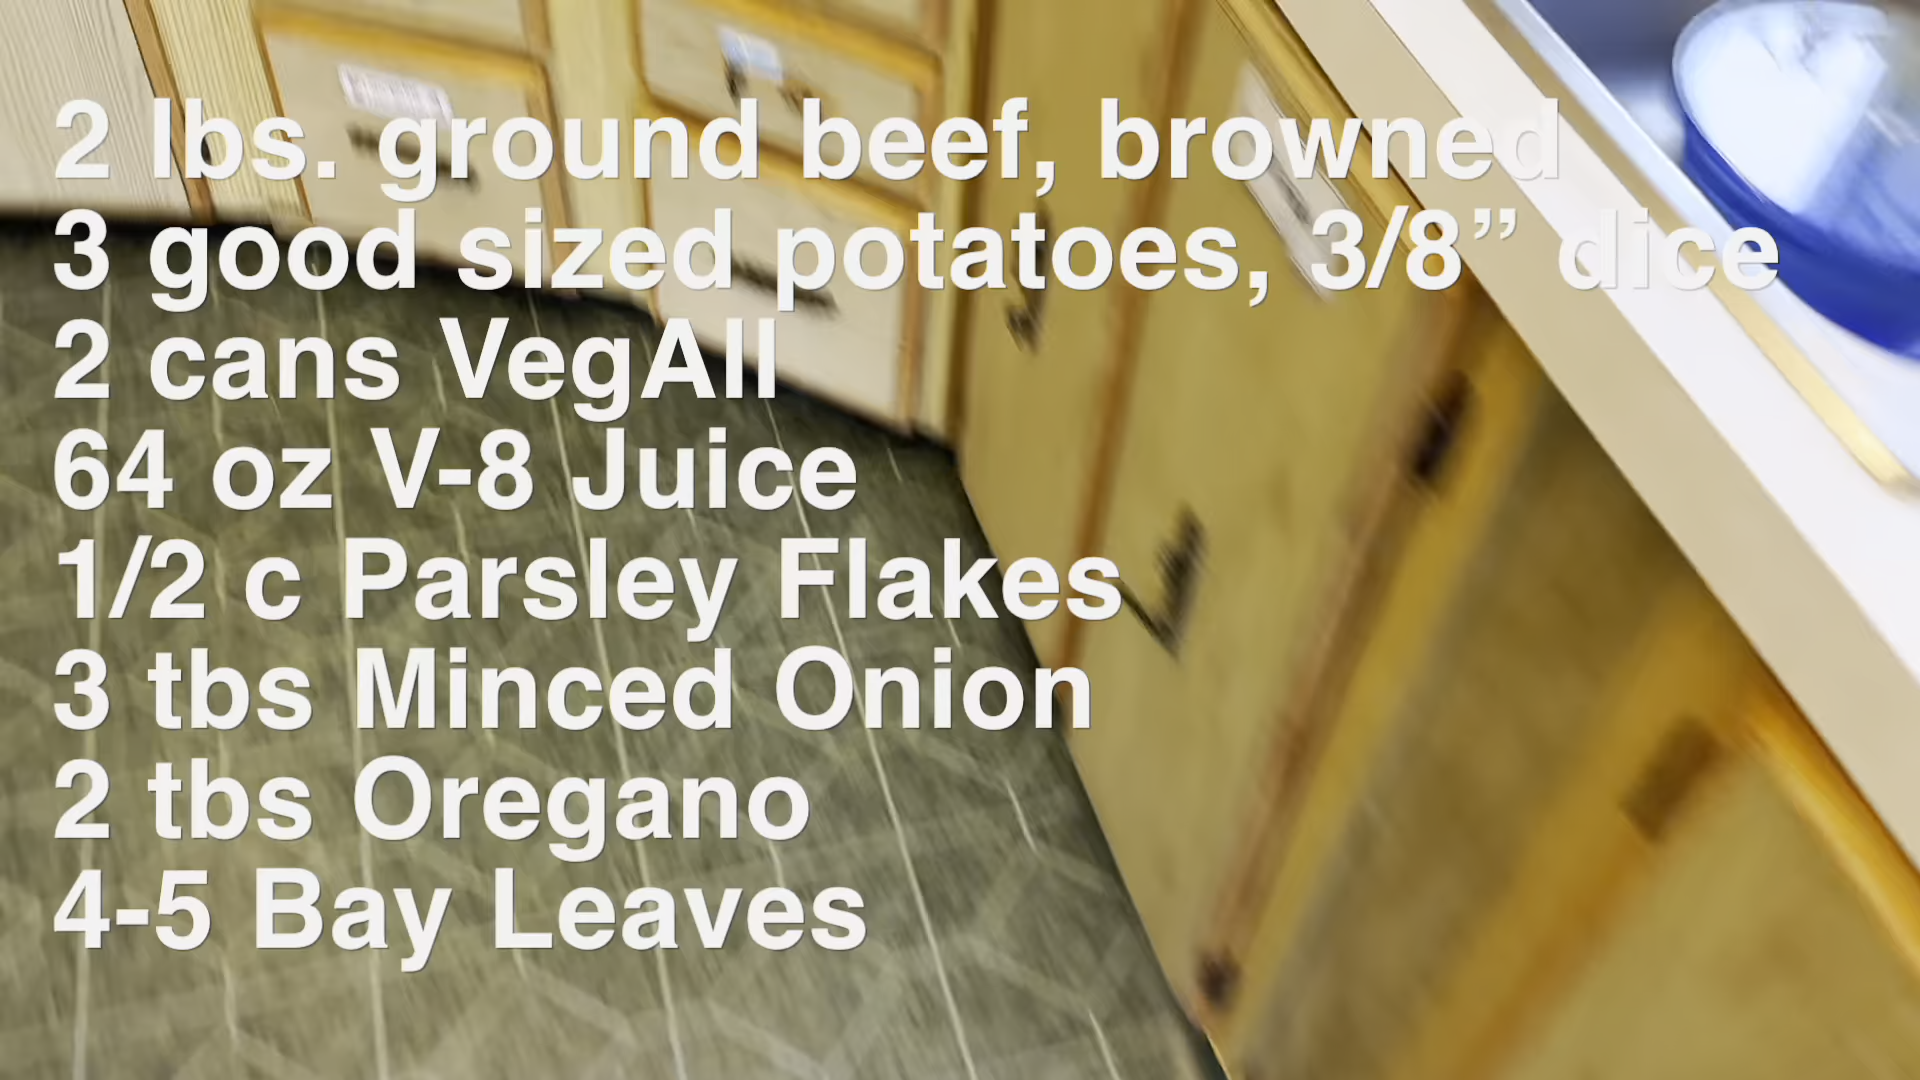 2 lbs. ground beef, browned
3 good sized potatoes, 3/8” dice
2 cans VegAll
64 oz V-8 Juice
1/2 c Parsley Flakes
3 tbs Minced Onion
2 tbs Oregano
4-5 Bay Leaves